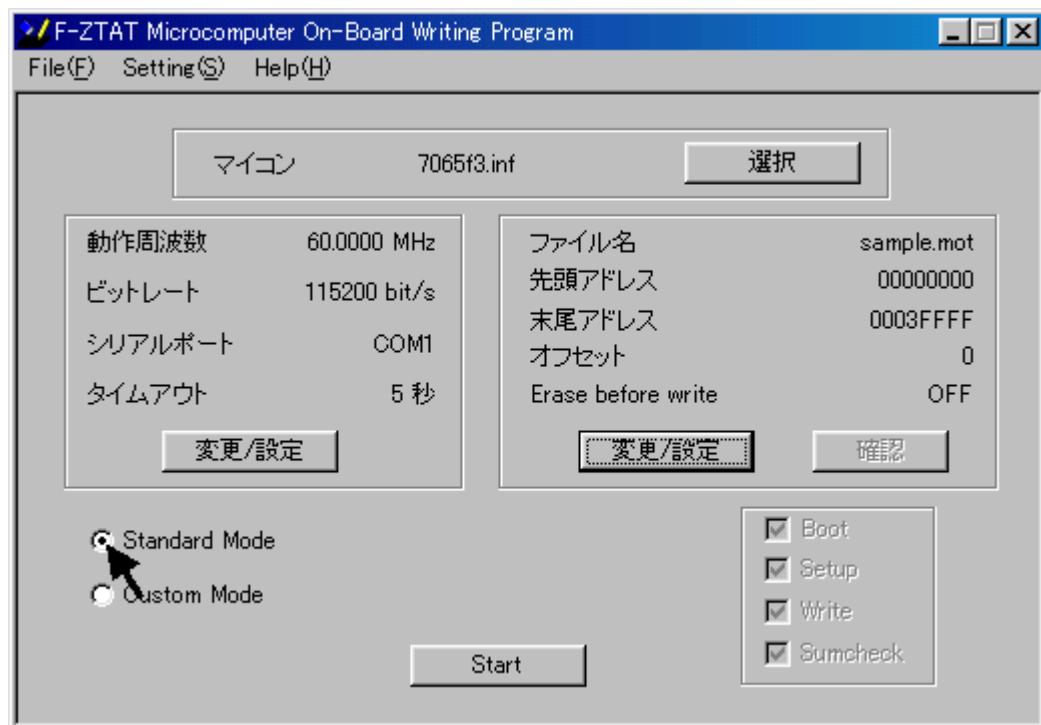 F-ZTAT Microcomputer On-Board Writing Program
File(F) Setting(S) Help(H)
マイコン 7065f3.inf 選択
動作周波数 60.0000 MHz
ビットレート 115200 bit/s
シリアルポート COM1
タイムアウト 5 秒
変更/設定
ファイル名 sample.mot
先頭アドレス 00000000
末尾アドレス 0003FFFF
オフセット 0
Erase before write OFF
変更/設定 確認
Standard Mode
Custom Mode
Boot
Setup
Write
Sumcheck
Start